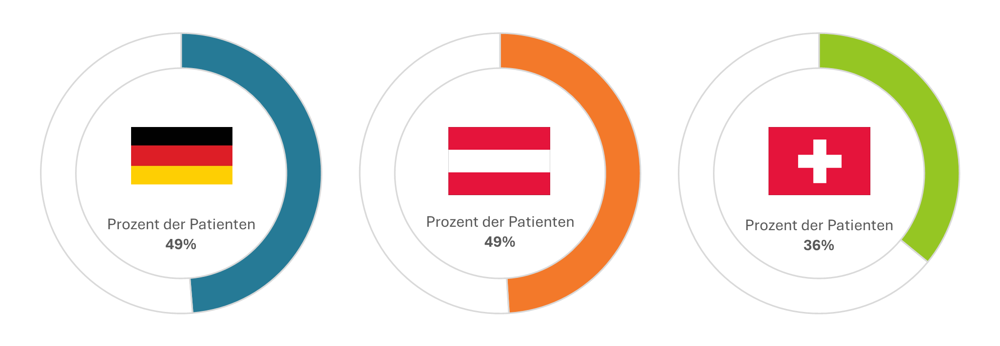 Prozent der Patienten
49%
Prozent der Patienten
49%
Prozent der Patienten
36%